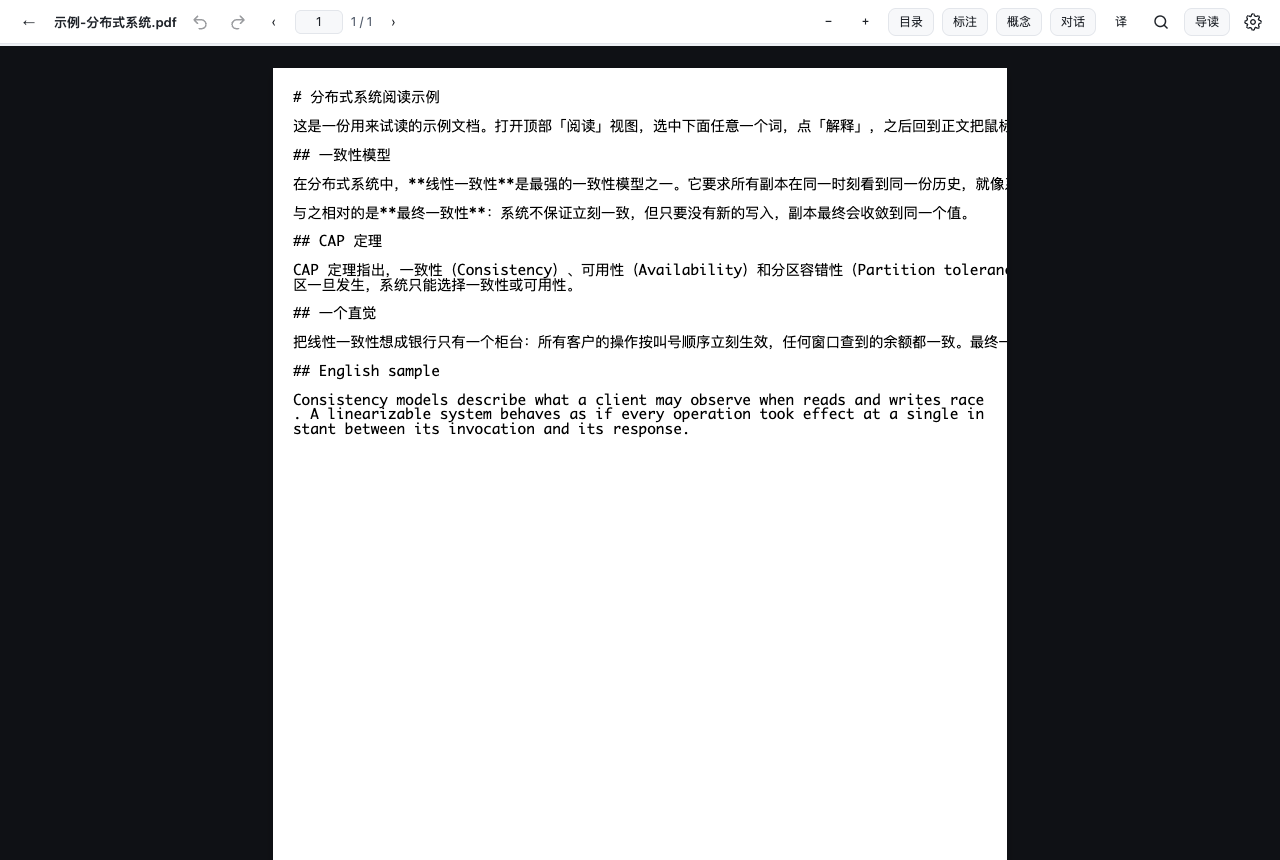 ← 示例-分布式系统.pdf ‹ 1 1 / 1 › − + 目录 标注 概念 对话 译 导读
# 分布式系统阅读示例
这是一份用来试读的示例文档。打开顶部「阅读」视图，选中下面任意一个词，点「解释」，之后回到正文把鼠标
## 一致性模型
在分布式系统中，**线性一致性**是最强的一致性模型之一。它要求所有副本在同一时刻看到同一份历史，就像
与之相对的是**最终一致性**：系统不保证立刻一致，但只要没有新的写入，副本最终会收敛到同一个值。
## CAP 定理
CAP 定理指出，一致性（Consistency）、可用性（Availability）和分区容错性（Partition toleran
区一旦发生，系统只能选择一致性或可用性。
## 一个直觉
把线性一致性想成银行只有一个柜台：所有客户的操作按叫号顺序立刻生效，任何窗口查到的余额都一致。最终一
## English sample
Consistency models describe what a client may observe when reads and writes race
. A linearizable system behaves as if every operation took effect at a single in
stant between its invocation and its response.